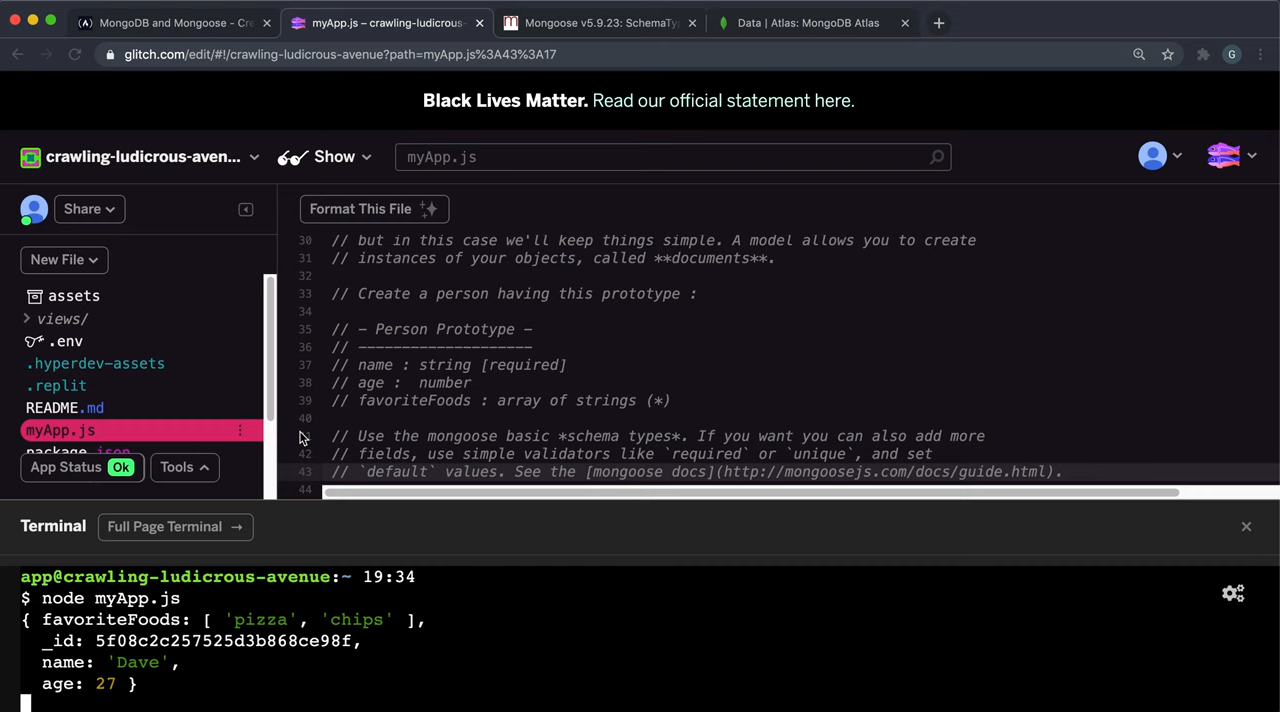 MongoDB and Mongoose - Cre
myApp.js – crawling-ludicrous-
Mongoose v5.9.23: SchemaTy
Data | Atlas: MongoDB Atlas
glitch.com/edit/#!/crawling-ludicrous-avenue?path=myApp.js%3A43%3A17
G
Black Lives Matter. Read our official statement here.
crawling-ludicrous-aven...
Show
myApp.js
Share
Format This File
New File
assets
views/
.env
.hyperdev-assets
.replit
README.md
myApp.js
package.json
App Status Ok
Tools
30 // but in this case we'll keep things simple. A model allows you to create
31 // instances of your objects, called **documents**.
32
33 // Create a person having this prototype :
34
35 // - Person Prototype -
36 // --------------------
37 // name : string [required]
38 // age :  number
39 // favoriteFoods : array of strings (*)
40
41 // Use the mongoose basic *schema types*. If you want you can also add more
42 // fields, use simple validators like `required` or `unique`, and set
43 // `default` values. See the [mongoose docs](http://mongoosejs.com/docs/guide.html).
44
Terminal
Full Page Terminal →
app@crawling-ludicrous-avenue:~ 19:34
$ node myApp.js
{ favoriteFoods: [ 'pizza', 'chips' ],
_id: 5f08c2c257525d3b868ce98f,
name: 'Dave',
age: 27 }